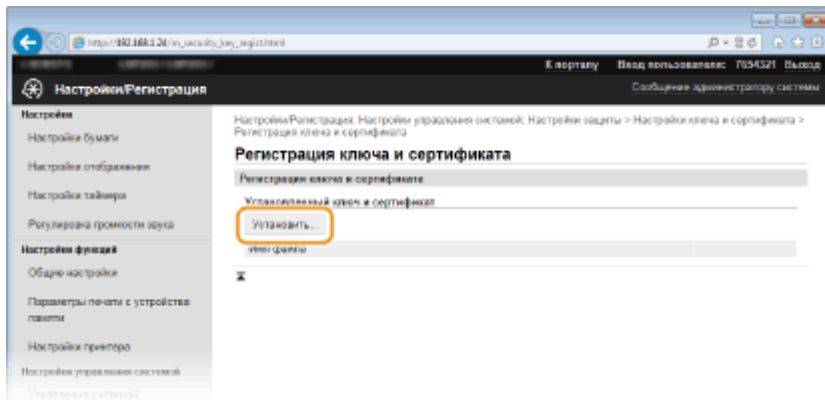 http://192.168.1.24/m_security_key_regist.html
К порталу Вход пользователя: 7654321 Выход
Настройки/Регистрация
Сообщение администратору системы
Настройки
Настройки бумаги
Настройки отображения
Настройки таймера
Регулировка громкости звука
Настройки функций
Общие настройки
Параметры печати с устройства памяти
Настройки принтера
Настройки управления системой
Управление системой
Настройки/Регистрация: Настройки управления системой: Настройки защиты > Настройки ключа и сертификата >
Регистрация ключа и сертификата
Регистрация ключа и сертификата
Регистрация ключа и сертификата
Установленный ключ и сертификат
Установить...
Имя файла